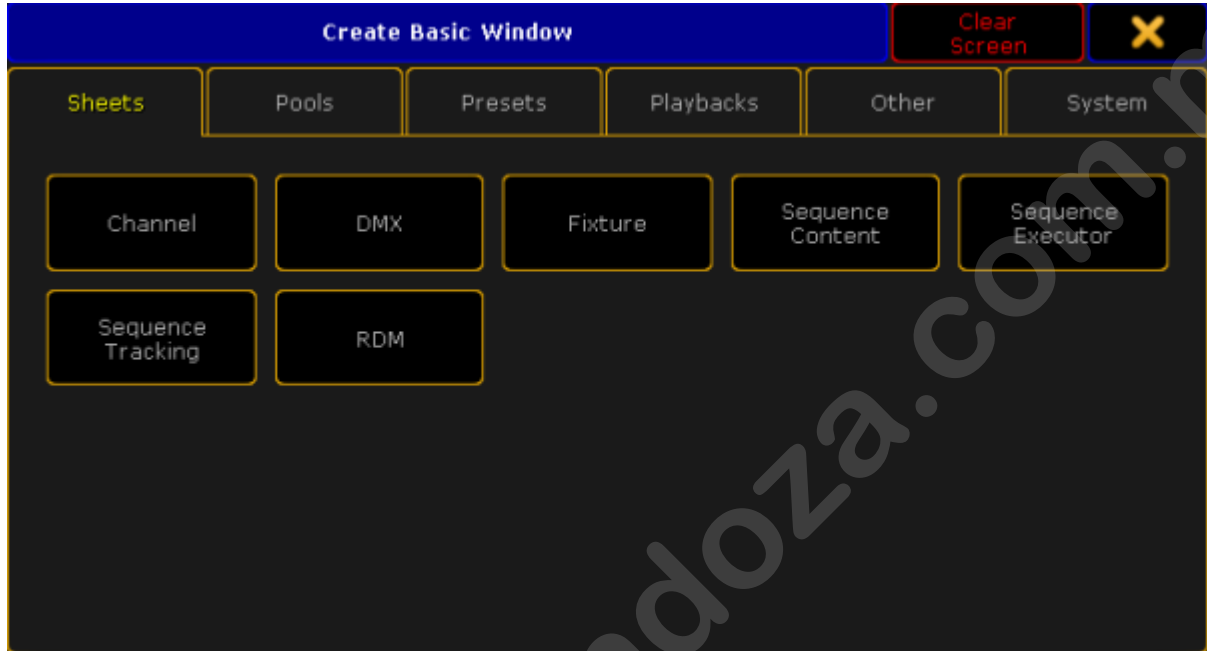 Create Basic Window
Clear
Screen
Sheets
Pools
Presets
Playbacks
Other
System
Channel
DMX
Fixture
Sequence
Content
Sequence
Executor
Sequence
Tracking
RDM
ndoza.com.m